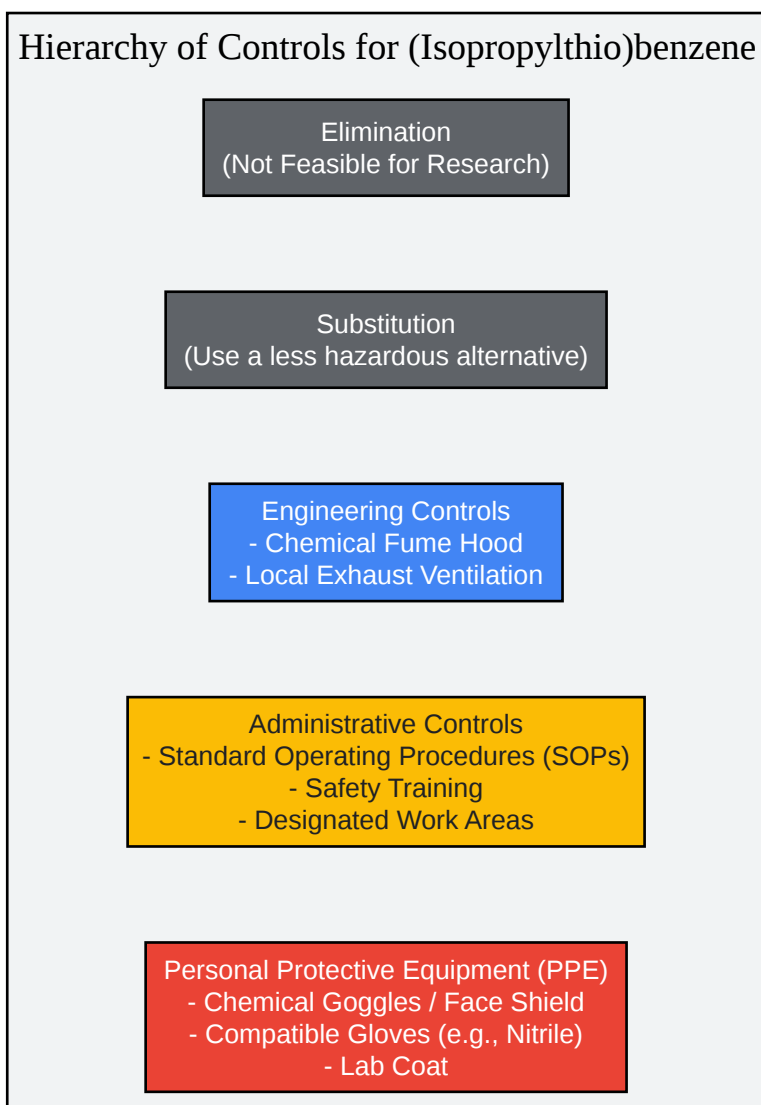 Hierarchy of Controls for (Isopropylthio)benzene
Elimination
(Not Feasible for Research)
Substitution
(Use a less hazardous alternative)
Engineering Controls
- Chemical Fume Hood
- Local Exhaust Ventilation
Administrative Controls
- Standard Operating Procedures (SOPs)
- Safety Training
- Designated Work Areas
Personal Protective Equipment (PPE)
- Chemical Goggles / Face Shield
- Compatible Gloves (e.g., Nitrile)
- Lab Coat